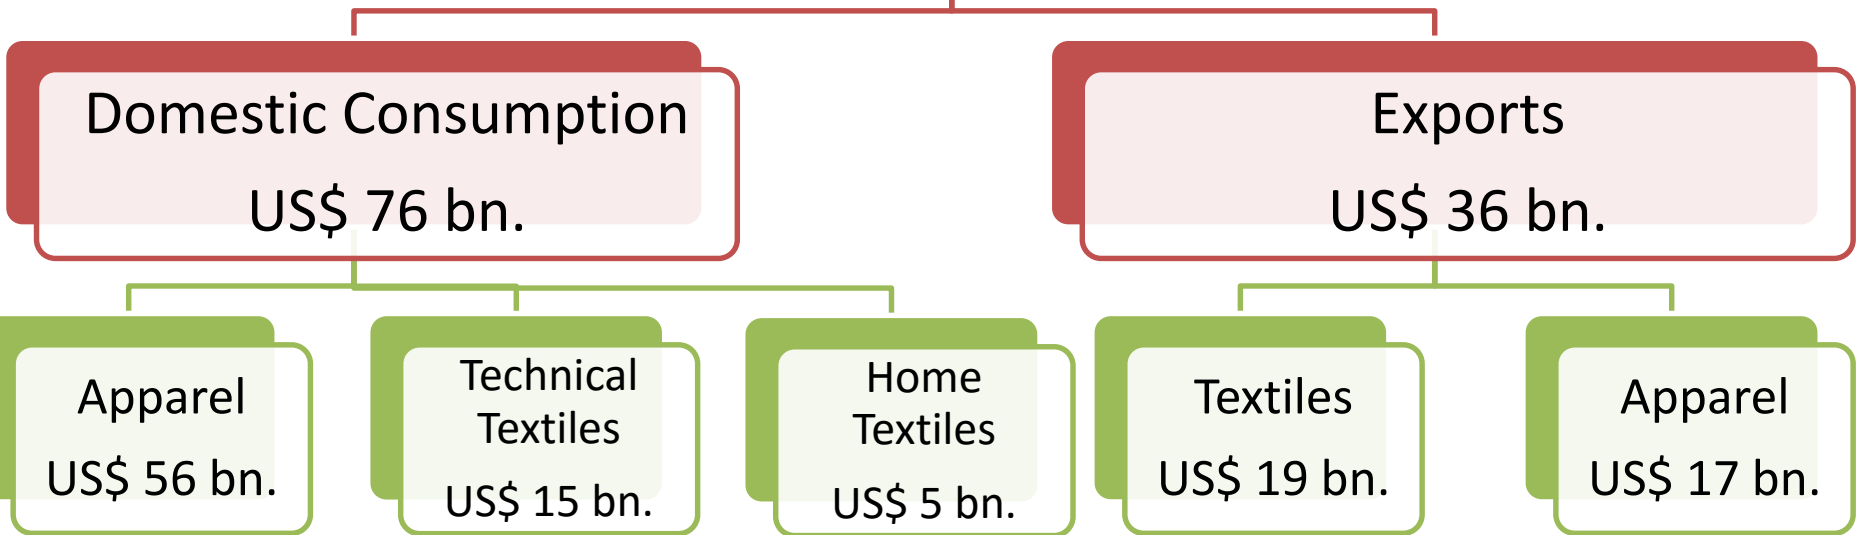 Domestic Consumption
US$ 76 bn.
Exports
US$ 36 bn.
Apparel
US$ 56 bn.
Technical
Textiles
US$ 15 bn.
Home
Textiles
US$ 5 bn.
Textiles
US$ 19 bn.
Apparel
US$ 17 bn.